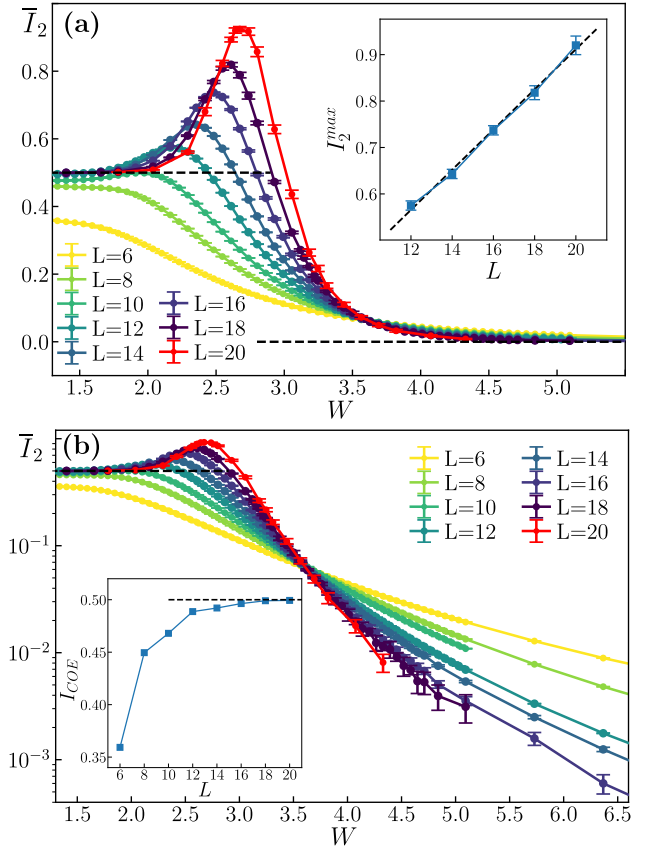 Ī₂ (a)
0.8
0.6
0.4
0.2
0.0
L=6
L=8
L=10
L=12
L=14
L=16
L=18
L=20
1.5 2.0 2.5 3.0 3.5 4.0 4.5 5.0
W
I₂ᵐᵃˣ
0.9
0.8
0.7
0.6
12 14 16 18 20
L
Ī₂ (b)
10⁻¹
10⁻²
10⁻³
L=6
L=8
L=10
L=12
L=14
L=16
L=18
L=20
I_COE
0.50
0.45
0.40
0.35
6 8 10 12 14 16 18 20
L
1.5 2.0 2.5 3.0 3.5 4.0 4.5 5.0 5.5 6.0 6.5
W